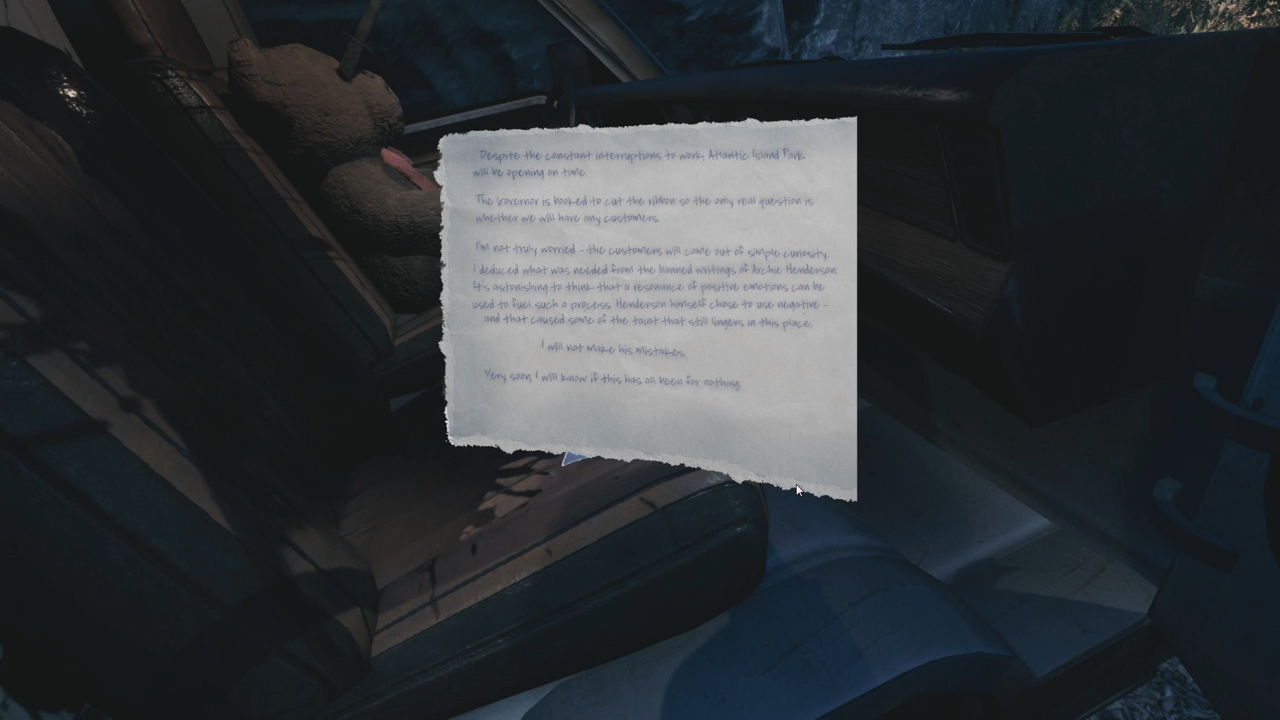 Despite the constant interruptions to work, Atlantic Island Park
will be opening on time.
The Governor is booked to cut the ribbon so the only real question is
whether we will have any customers.
I'm not truly worried - the customers will come out of simple curiosity.
I deduced what was needed from the banned writings of Archie Henderson.
It's astonishing to think that a resonance of positive emotions can be
used to fuel such a process. Henderson himself chose to use negative -
and that caused some of the taint that still lingers in this place.
I will not make his mistakes.
Very soon I will know if this has all been for nothing.